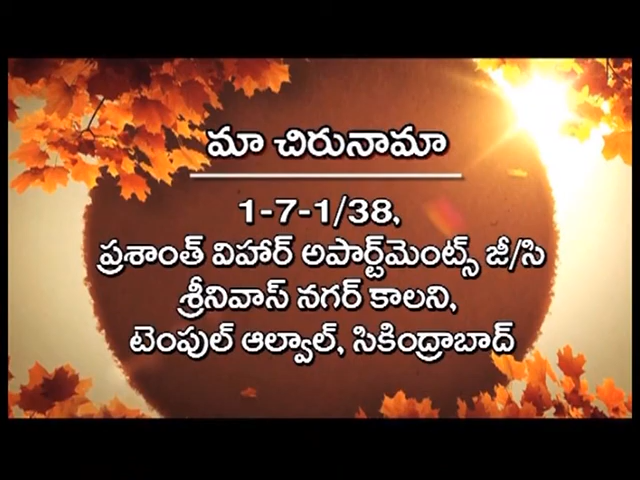 మా చిరునామా
1-7-1/38,
ప్రశాంత్ విహార్ అపార్ట్‌మెంట్స్ జీ/సి
శ్రీనివాస్ నగర్ కాలని,
టెంపుల్ ఆల్వాల్, సికింద్రాబాద్